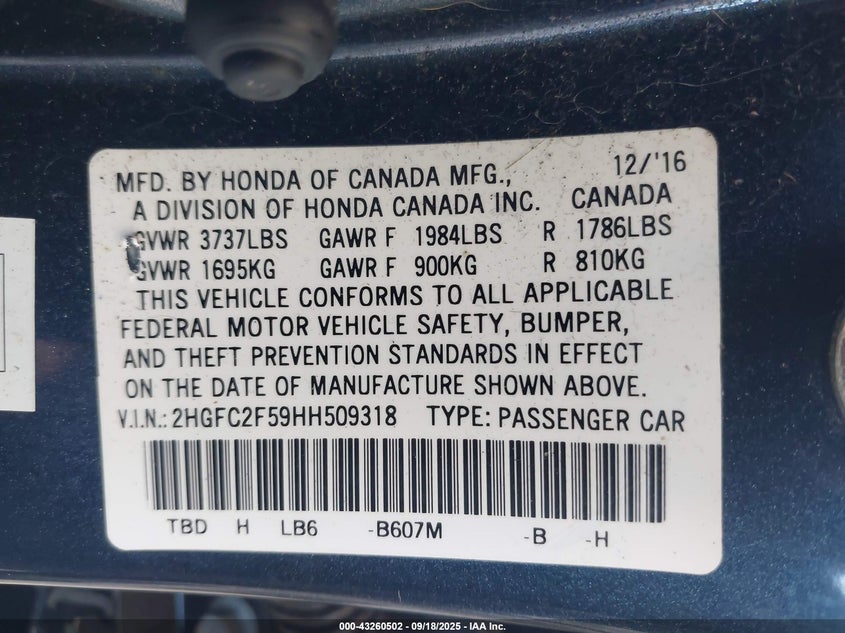 MFD. BY HONDA OF CANADA MFG., 12/'16
A DIVISION OF HONDA CANADA INC. CANADA
GVWR 3737LBS GAWR F 1984LBS R 1786LBS
GVWR 1695KG GAWR F 900KG R 810KG
THIS VEHICLE CONFORMS TO ALL APPLICABLE
FEDERAL MOTOR VEHICLE SAFETY, BUMPER,
AND THEFT PREVENTION STANDARDS IN EFFECT
ON THE DATE OF MANUFACTURE SHOWN ABOVE.
V.I.N.: 2HGFC2F59HH509318 TYPE: PASSENGER CAR
TBD H LB6 -B607M -B -H
000-43260502 - 09/18/2025 - IAA Inc.